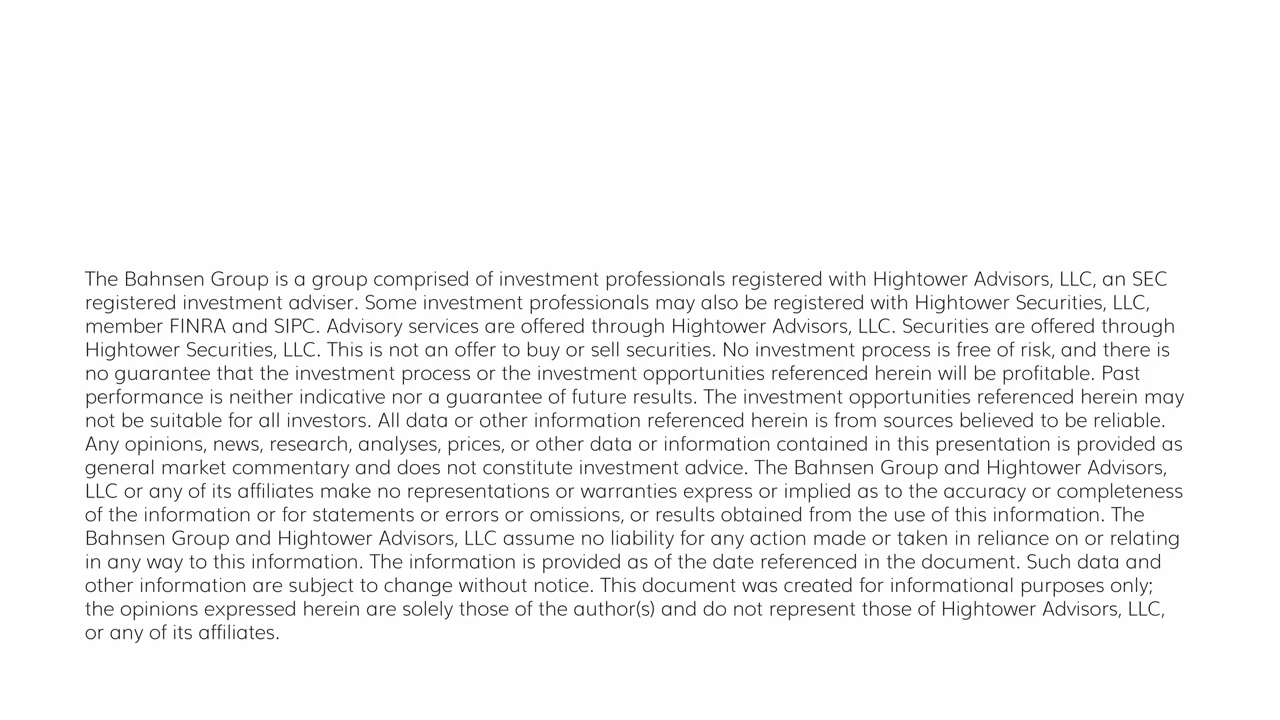 The Bahnsen Group is a group comprised of investment professionals registered with Hightower Advisors, LLC, an SEC
registered investment adviser. Some investment professionals may also be registered with Hightower Securities, LLC,
member FINRA and SIPC. Advisory services are offered through Hightower Advisors, LLC. Securities are offered through
Hightower Securities, LLC. This is not an offer to buy or sell securities. No investment process is free of risk, and there is
no guarantee that the investment process or the investment opportunities referenced herein will be profitable. Past
performance is neither indicative nor a guarantee of future results. The investment opportunities referenced herein may
not be suitable for all investors. All data or other information referenced herein is from sources believed to be reliable.
Any opinions, news, research, analyses, prices, or other data or information contained in this presentation is provided as
general market commentary and does not constitute investment advice. The Bahnsen Group and Hightower Advisors,
LLC or any of its affiliates make no representations or warranties express or implied as to the accuracy or completeness
of the information or for statements or errors or omissions, or results obtained from the use of this information. The
Bahnsen Group and Hightower Advisors, LLC assume no liability for any action made or taken in reliance on or relating
in any way to this information. The information is provided as of the date referenced in the document. Such data and
other information are subject to change without notice. This document was created for informational purposes only;
the opinions expressed herein are solely those of the author(s) and do not represent those of Hightower Advisors, LLC,
or any of its affiliates.